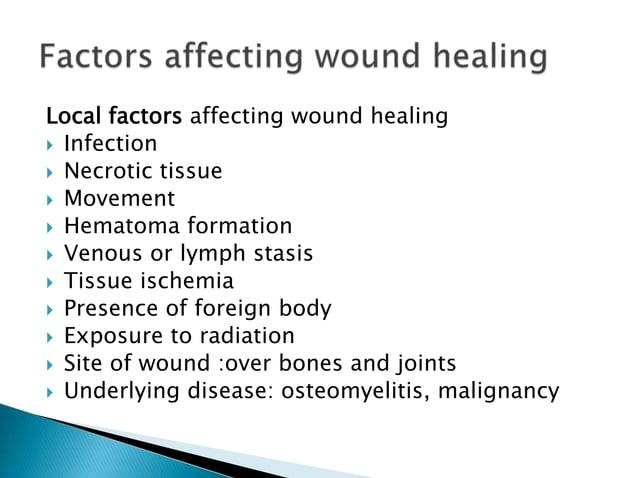 Factors affecting wound healing
Local factors affecting wound healing
Infection
Necrotic tissue
Movement
Hematoma formation
Venous or lymph stasis
Tissue ischemia
Presence of foreign body
Exposure to radiation
Site of wound :over bones and joints
Underlying disease: osteomyelitis, malignancy